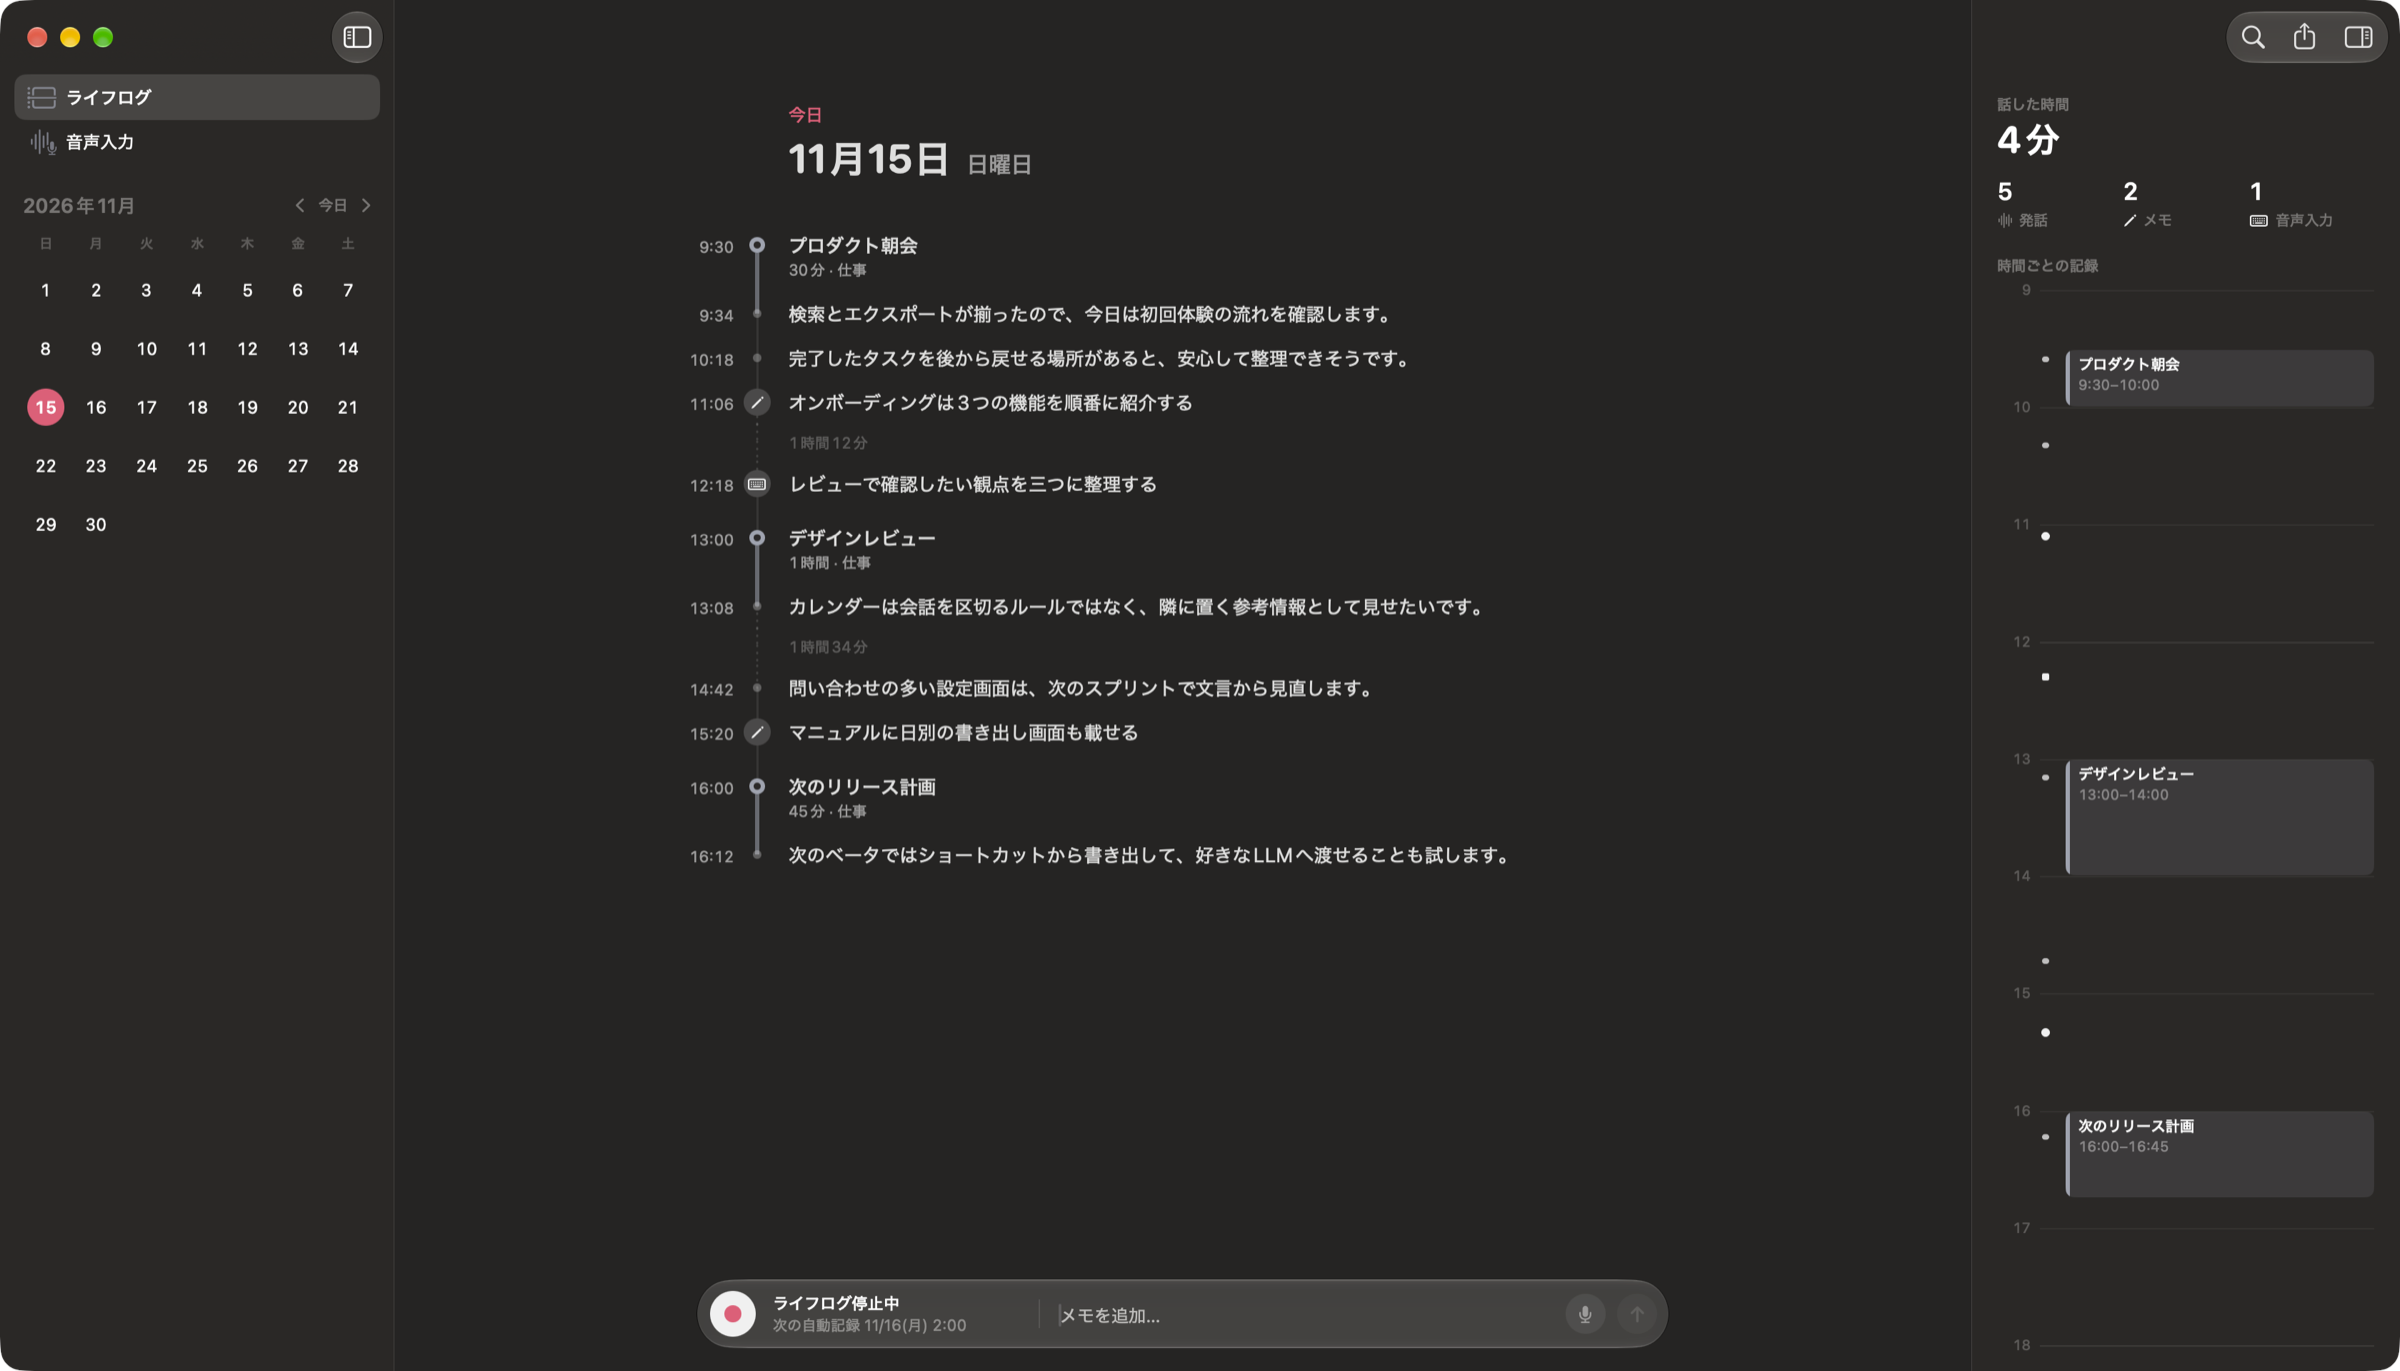 ライフログ
音声入力
2026年11月
今日
日 月 火 水 木 金 土
1 2 3 4 5 6 7
8 9 10 11 12 13 14
15 16 17 18 19 20 21
22 23 24 25 26 27 28
29 30
今日
11月15日 日曜日
9:30 プロダクト朝会
30分・仕事
9:34 検索とエクスポートが揃ったので、今日は初回体験の流れを確認します。
10:18 完了したタスクを後から戻せる場所があると、安心して整理できそうです。
11:06 オンボーディングは3つの機能を順番に紹介する
1時間12分
12:18 レビューで確認したい観点を三つに整理する
13:00 デザインレビュー
1時間・仕事
13:08 カレンダーは会話を区切るルールではなく、隣に置く参考情報として見せたいです。
1時間34分
14:42 問い合わせの多い設定画面は、次のスプリントで文言から見直します。
15:20 マニュアルに日別の書き出し画面も載せる
16:00 次のリリース計画
45分・仕事
16:12 次のベータではショートカットから書き出して、好きなLLMへ渡せることも試します。
ライフログ停止中
次の自動記録 11/16(月) 2:00
メモを追加...
話した時間
4分
5 2 1
発話 メモ 音声入力
時間ごとの記録
9
プロダクト朝会
9:30–10:00
10
11
12
13
デザインレビュー
13:00–14:00
14
15
16
次のリリース計画
16:00–16:45
17
18